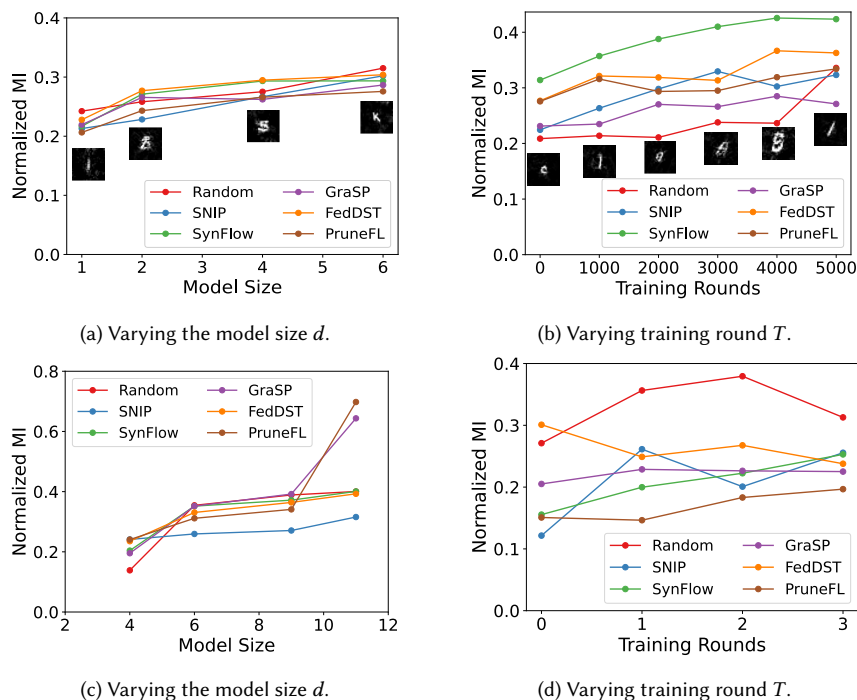 0.4
0.3
0.2
0.1
0.0
Normalized MI
Random
SNIP
SynFlow
GraSP
FedDST
PruneFL
1 2 3 4 5 6
Model Size
(a) Varying the model size d.
0.4
0.3
0.2
0.1
0.0
Normalized MI
Random
SNIP
SynFlow
GraSP
FedDST
PruneFL
0 1000 2000 3000 4000 5000
Training Rounds
(b) Varying training round T.
0.8
0.6
0.4
0.2
0.0
Normalized MI
Random
SNIP
SynFlow
GraSP
FedDST
PruneFL
2 4 6 8 10 12
Model Size
(c) Varying the model size d.
0.4
0.3
0.2
0.1
0.0
Normalized MI
Random
SNIP
SynFlow
GraSP
FedDST
PruneFL
0 1 2 3
Training Rounds
(d) Varying training round T.